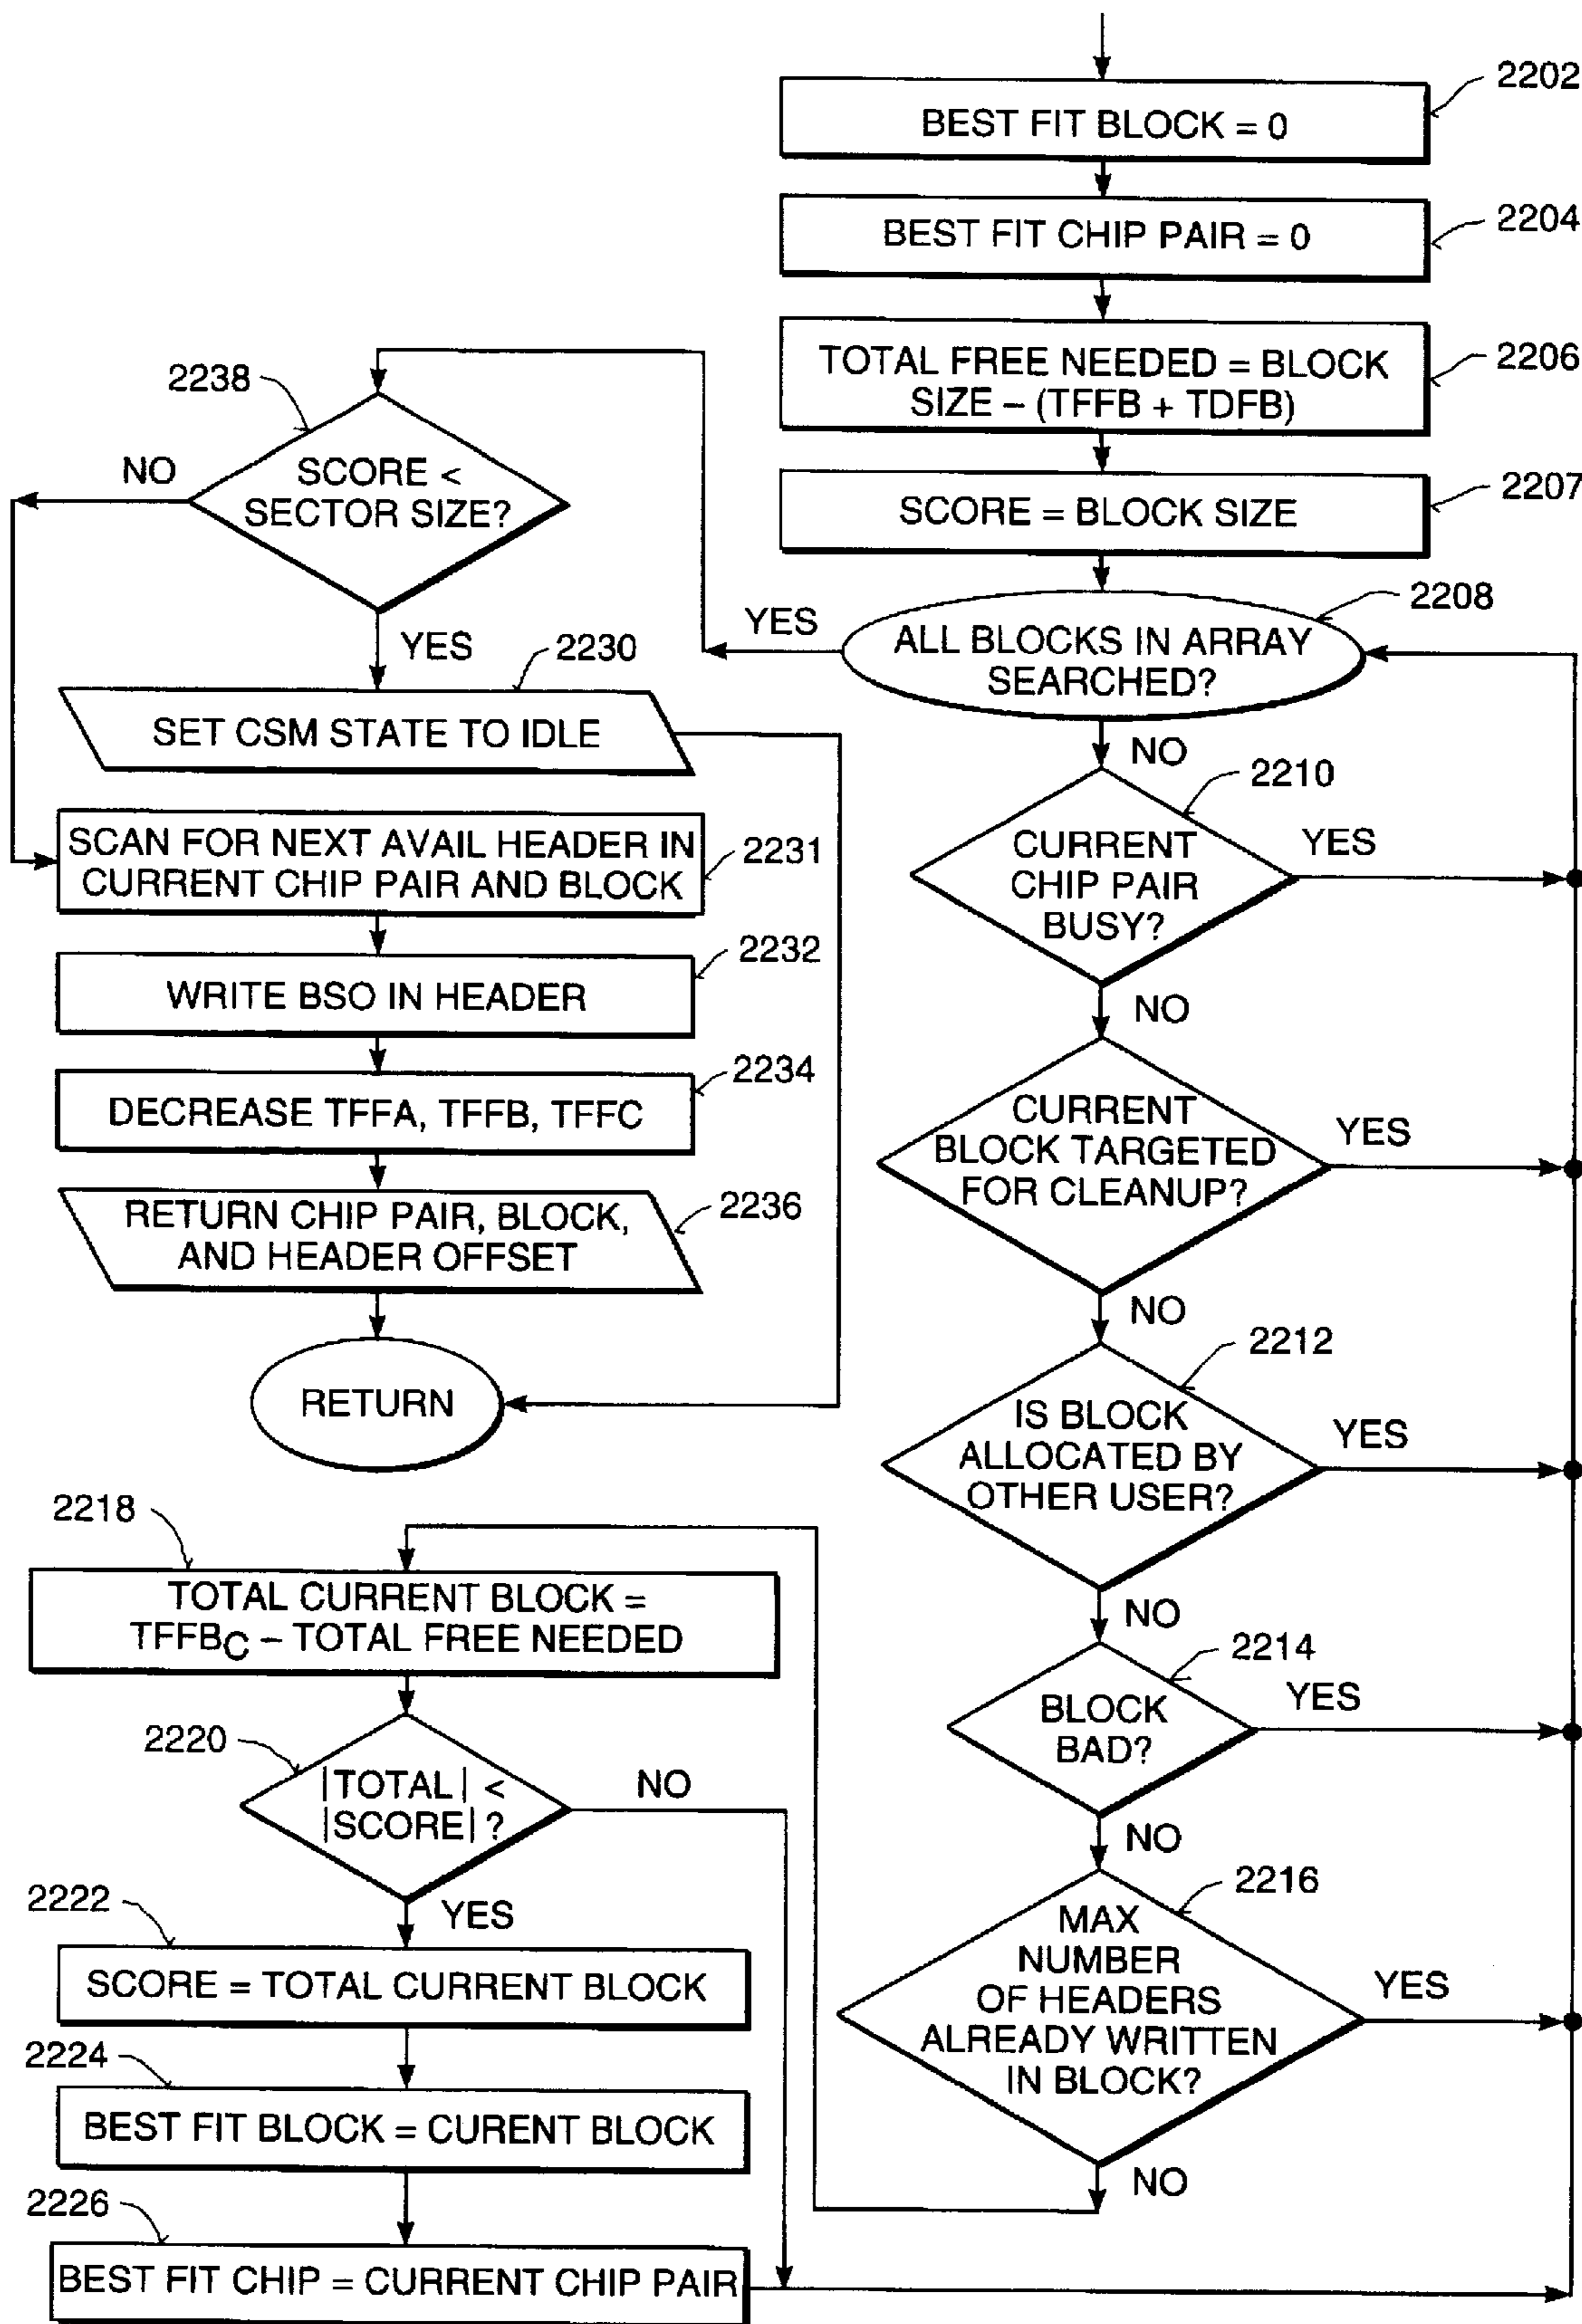 2202
BEST FIT BLOCK = 0
2204
BEST FIT CHIP PAIR = 0
2206
TOTAL FREE NEEDED = BLOCK
SIZE – (TFFB + TDFB)
2207
SCORE = BLOCK SIZE
2208
ALL BLOCKS IN ARRAY
SEARCHED?
YES
NO
2210
CURRENT
CHIP PAIR
BUSY?
YES
NO
CURRENT
BLOCK TARGETED
FOR CLEANUP?
YES
NO
2212
IS BLOCK
ALLOCATED BY
OTHER USER?
YES
NO
2214
BLOCK
BAD?
YES
NO
2216
MAX
NUMBER
OF HEADERS
ALREADY WRITTEN
IN BLOCK?
YES
NO
2238
SCORE <
SECTOR SIZE?
NO
YES
2230
SET CSM STATE TO IDLE
SCAN FOR NEXT AVAIL HEADER IN
CURRENT CHIP PAIR AND BLOCK
2231
2232
WRITE BSO IN HEADER
2234
DECREASE TFFA, TFFB, TFFC
RETURN CHIP PAIR, BLOCK,
AND HEADER OFFSET
2236
RETURN
2218
TOTAL CURRENT BLOCK =
TFFBC – TOTAL FREE NEEDED
2220
|TOTAL| <
|SCORE| ?
NO
YES
2222
SCORE = TOTAL CURRENT BLOCK
2224
BEST FIT BLOCK = CURENT BLOCK
2226
BEST FIT CHIP = CURRENT CHIP PAIR